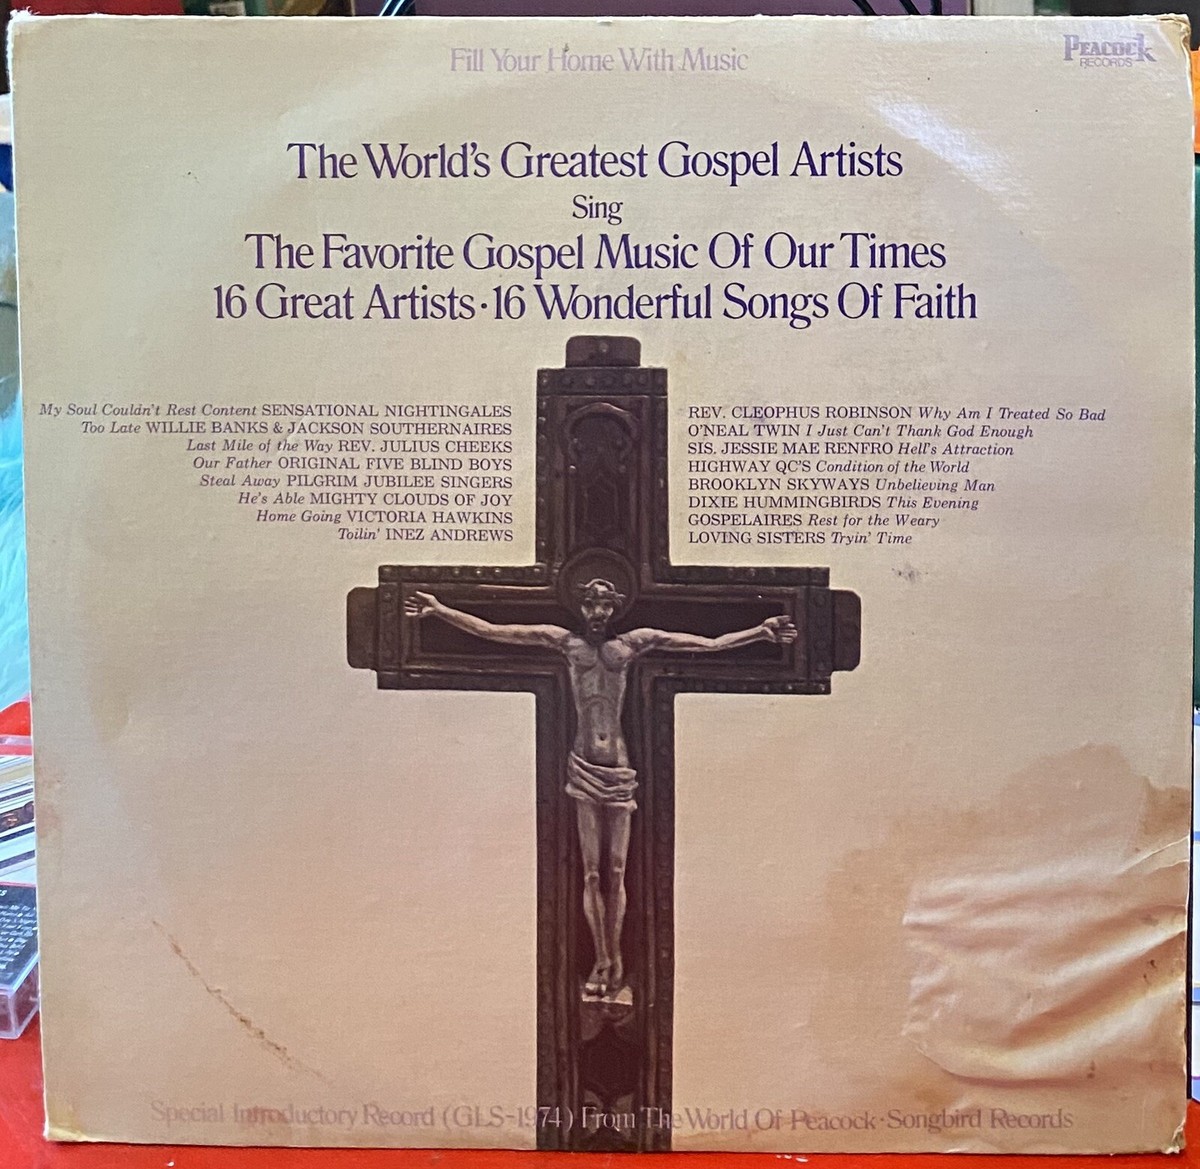 Fill Your Home With Music
PEACOCK
RECORDS
The World's Greatest Gospel Artists
Sing
The Favorite Gospel Music Of Our Times
16 Great Artists · 16 Wonderful Songs Of Faith
My Soul Couldn't Rest Content SENSATIONAL NIGHTINGALES
Too Late WILLIE BANKS & JACKSON SOUTHERNAIRES
Last Mile of the Way REV. JULIUS CHEEKS
Our Father ORIGINAL FIVE BLIND BOYS
Steal Away PILGRIM JUBILEE SINGERS
He's Able MIGHTY CLOUDS OF JOY
Home Going VICTORIA HAWKINS
Toilin' INEZ ANDREWS
REV. CLEOPHUS ROBINSON Why Am I Treated So Bad
O'NEAL TWIN I Just Can't Thank God Enough
SIS. JESSIE MAE RENFRO Hell's Attraction
HIGHWAY QC'S Condition of the World
BROOKLYN SKYWAYS Unbelieving Man
DIXIE HUMMINGBIRDS This Evening
GOSPELAIRES Rest for the Weary
LOVING SISTERS Tryin' Time
Special Introductory Record (GLS-1974) From The World Of Peacock · Songbird Records